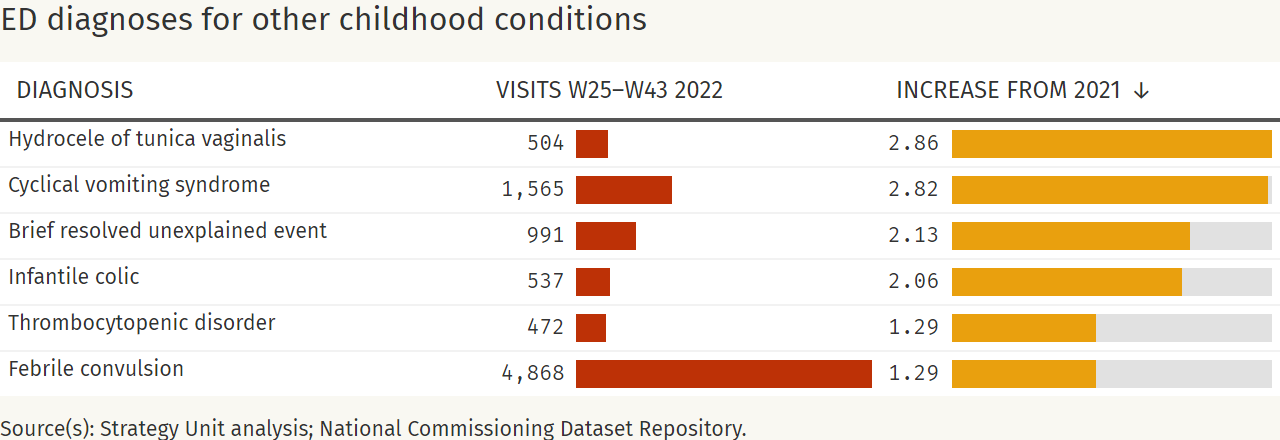 ED diagnoses for other childhood conditions
DIAGNOSIS VISITS W25–W43 2022 INCREASE FROM 2021 ↓
Hydrocele of tunica vaginalis 504 2.86
Cyclical vomiting syndrome 1,565 2.82
Brief resolved unexplained event 991 2.13
Infantile colic 537 2.06
Thrombocytopenic disorder 472 1.29
Febrile convulsion 4,868 1.29
Source(s): Strategy Unit analysis; National Commissioning Dataset Repository.